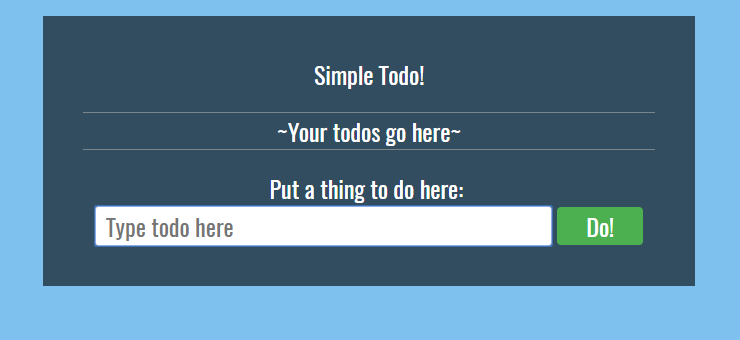 Simple Todo!
~Your todos go here~
Put a thing to do here:
Type todo here
Do!